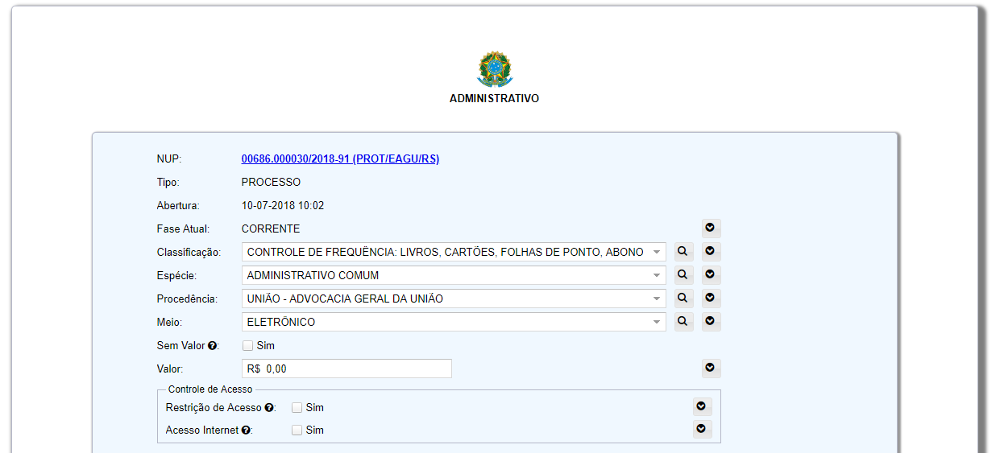 ADMINISTRATIVO
NUP: 00686.000030/2018-91 (PROT/EAGU/RS)
Tipo: PROCESSO
Abertura: 10-07-2018 10:02
Fase Atual: CORRENTE
Classificação: CONTROLE DE FREQUÊNCIA: LIVROS, CARTÕES, FOLHAS DE PONTO, ABONO
Espécie: ADMINISTRATIVO COMUM
Procedência: UNIÃO - ADVOCACIA GERAL DA UNIÃO
Meio: ELETRÔNICO
Sem Valor ?: Sim
Valor: R$ 0,00
Controle de Acesso
Restrição de Acesso ?: Sim
Acesso Internet ?: Sim